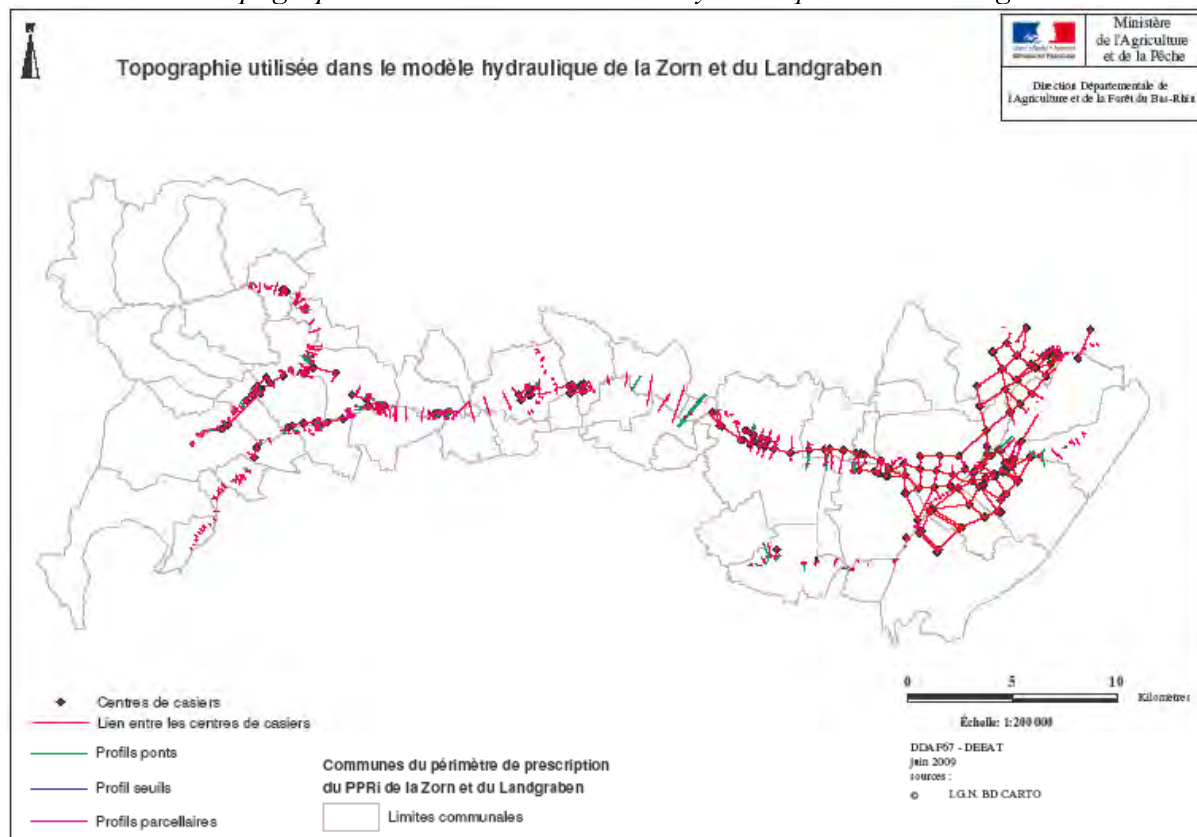 Ministère
de l'Agriculture
et de la Pêche
Direction Départementale de
l'Agriculture et de la Forêt du Bas-Rhin
Topographie utilisée dans le modèle hydraulique de la Zorn et du Landgraben
Centres de casiers
Lien entre les centres de casiers
Profils ponts
Profil seuils
Profils parcellaires
Communes du périmètre de prescription
du PPRi de la Zorn et du Landgraben
Limites communales
0 5 10
Kilomètres
Échelle: 1:200 000
DDAF67 - DEEAT
juin 2009
sources :
© I.G.N. BD CARTO